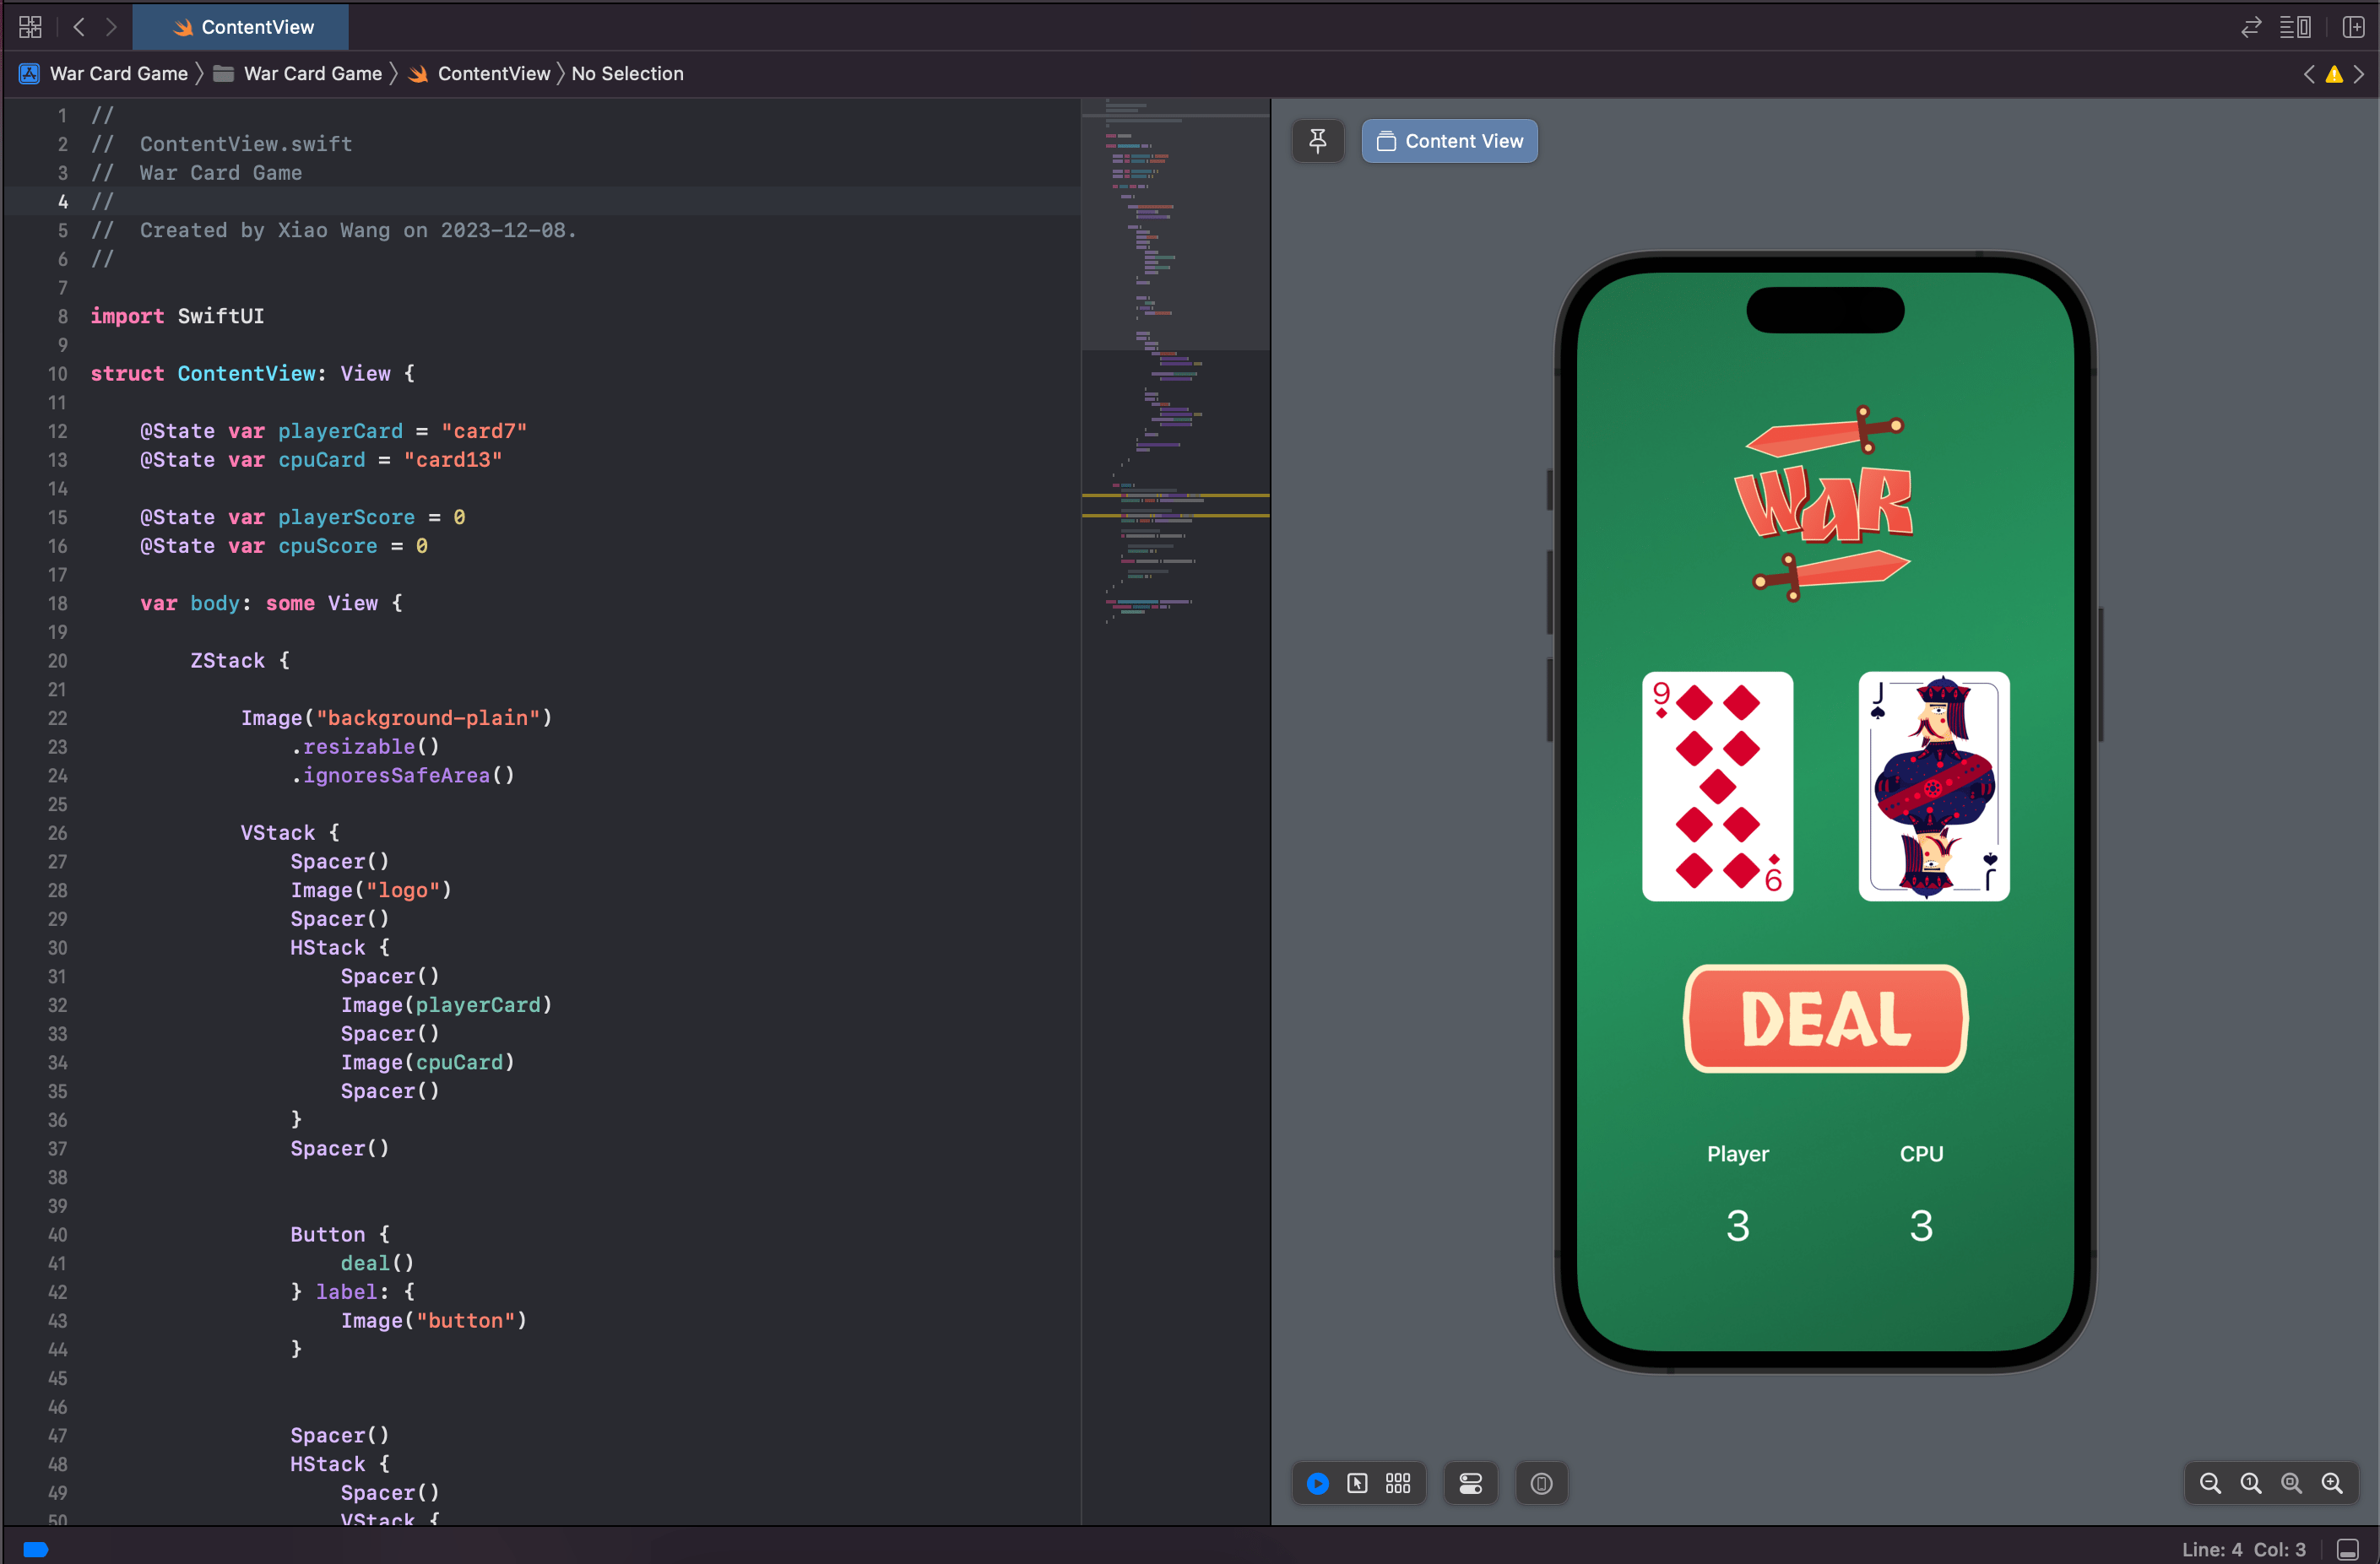 ContentView
War Card Game
War Card Game
ContentView
No Selection
1 //
2 //  ContentView.swift
3 //  War Card Game
4 //
5 //  Created by Xiao Wang on 2023-12-08.
6 //
7
8 import SwiftUI
9
10 struct ContentView: View {
11
12     @State var playerCard = "card7"
13     @State var cpuCard = "card13"
14
15     @State var playerScore = 0
16     @State var cpuScore = 0
17
18     var body: some View {
19
20         ZStack {
21
22             Image("background-plain")
23                 .resizable()
24                 .ignoresSafeArea()
25
26             VStack {
27                 Spacer()
28                 Image("logo")
29                 Spacer()
30                 HStack {
31                     Spacer()
32                     Image(playerCard)
33                     Spacer()
34                     Image(cpuCard)
35                     Spacer()
36                 }
37                 Spacer()
38
39
40                 Button {
41                     deal()
42                 } label: {
43                     Image("button")
44                 }
45
46
47                 Spacer()
48                 HStack {
49                     Spacer()
50                     VStack {
Content View
WAR
9
9
J
J
DEAL
Player
CPU
3
3
Line: 4 Col: 3